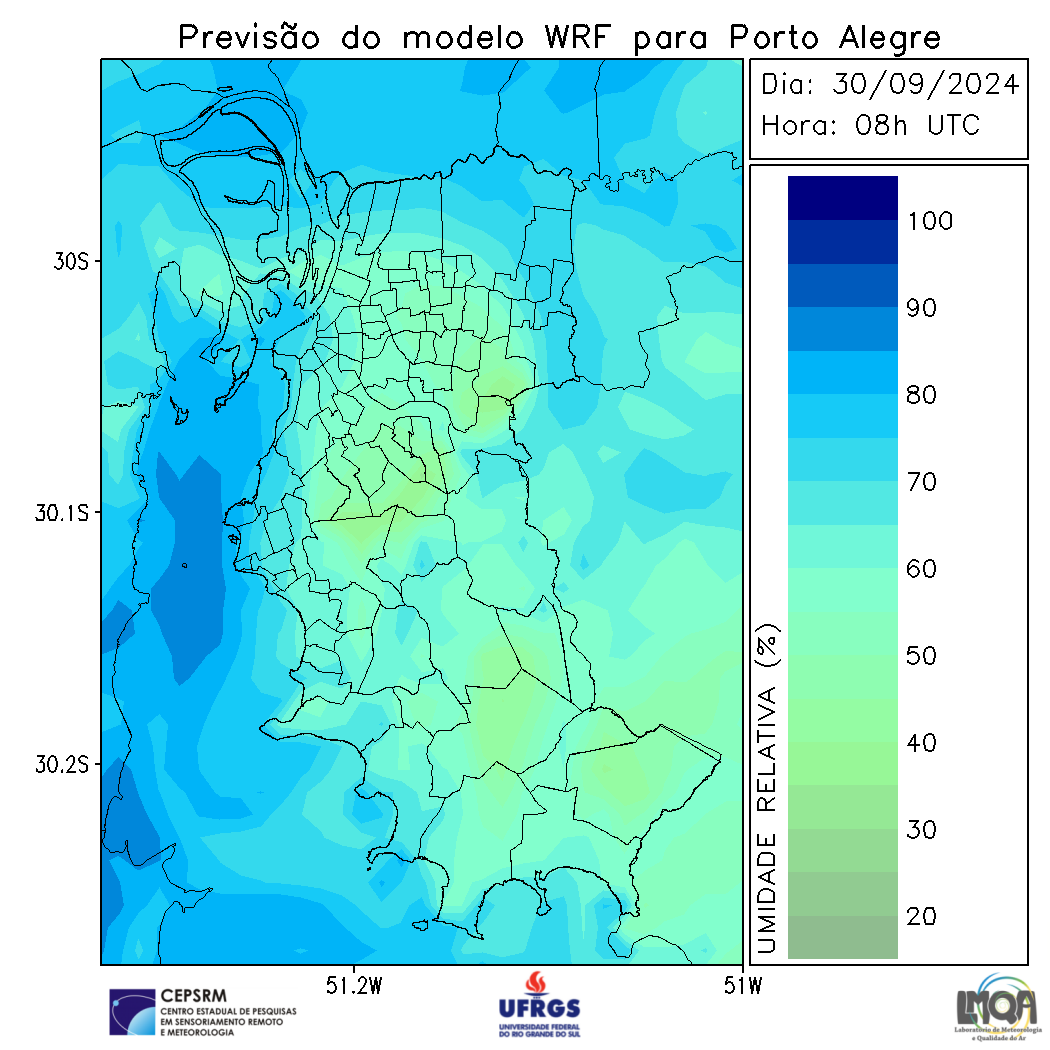 Previsão do modelo WRF para Porto Alegre
Dia: 30/09/2024
Hora: 08h UTC
30S
30.1S
30.2S
51.2W
51W
100
90
80
70
60
50
40
30
20
UMIDADE RELATIVA (%)
CEPSRM
CENTRO ESTADUAL DE PESQUISAS
EM SENSORIAMENTO REMOTO
E METEOROLOGIA
UFRGS
UNIVERSIDADE FEDERAL
DO RIO GRANDE DO SUL
LMQA
Laboratório de Meteorologia
e Qualidade do Ar